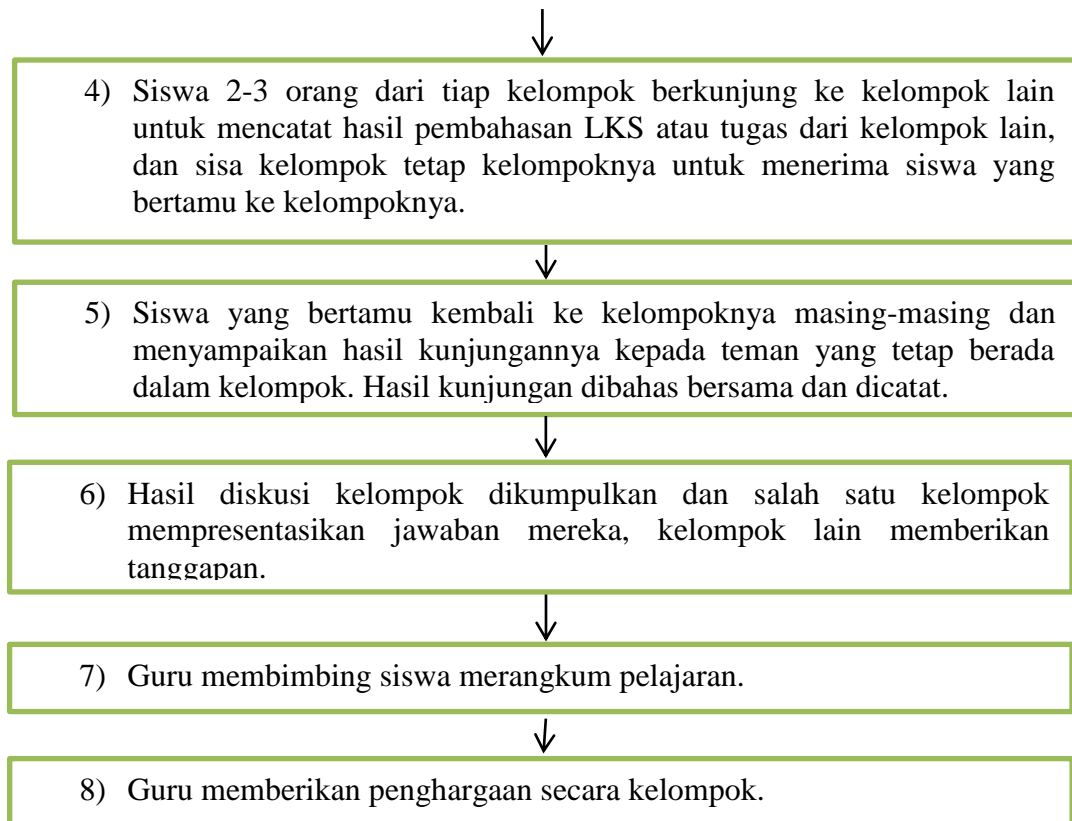 4) Siswa 2-3 orang dari tiap kelompok berkunjung ke kelompok lain
untuk mencatat hasil pembahasan LKS atau tugas dari kelompok lain,
dan sisa kelompok tetap kelompoknya untuk menerima siswa yang
bertamu ke kelompoknya.
5) Siswa yang bertamu kembali ke kelompoknya masing-masing dan
menyampaikan hasil kunjungannya kepada teman yang tetap berada
dalam kelompok. Hasil kunjungan dibahas bersama dan dicatat.
6) Hasil diskusi kelompok dikumpulkan dan salah satu kelompok
mempresentasikan jawaban mereka, kelompok lain memberikan
tanggapan.
7) Guru membimbing siswa merangkum pelajaran.
8) Guru memberikan penghargaan secara kelompok.